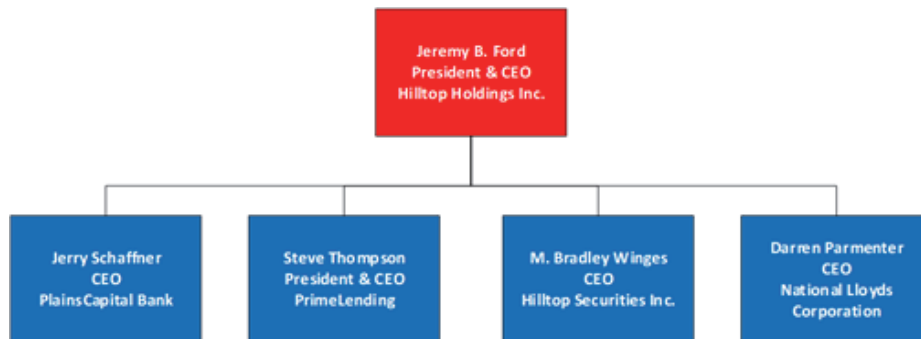 Jeremy B. Ford
President & CEO
Hilltop Holdings Inc.
Jerry Schaffner
CEO
PlainsCapital Bank
Steve Thompson
President & CEO
PrimeLending
M. Bradley Winges
CEO
Hilltop Securities Inc.
Darren Parmenter
CEO
National Lloyds
Corporation